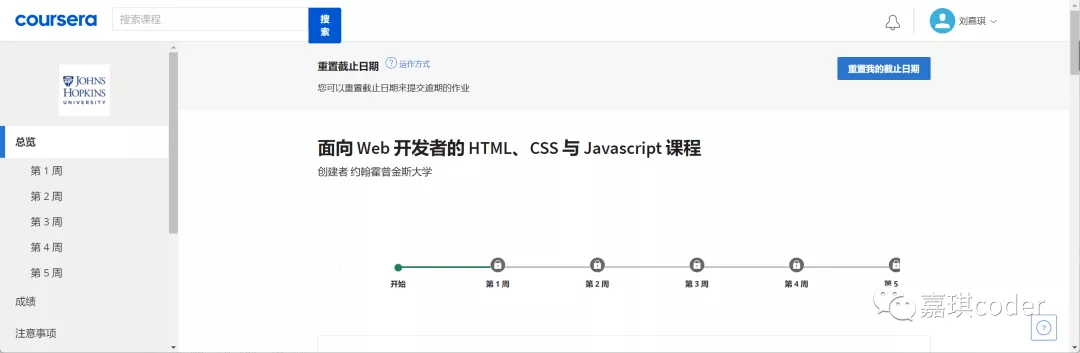 coursera
搜索课程
搜
索
刘嘉琪
JOHNS
HOPKINS
UNIVERSITY
总览
第 1 周
第 2 周
第 3 周
第 4 周
第 5 周
成绩
注意事项
重置截止日期 ? 运作方式
您可以重置截止日期来提交逾期的作业
重置我的截止日期
面向 Web 开发者的 HTML、CSS 与 Javascript 课程
创建者 约翰霍普金斯大学
开始 第 1 周 第 2 周 第 3 周 第 4 周 第 5
嘉琪coder
?